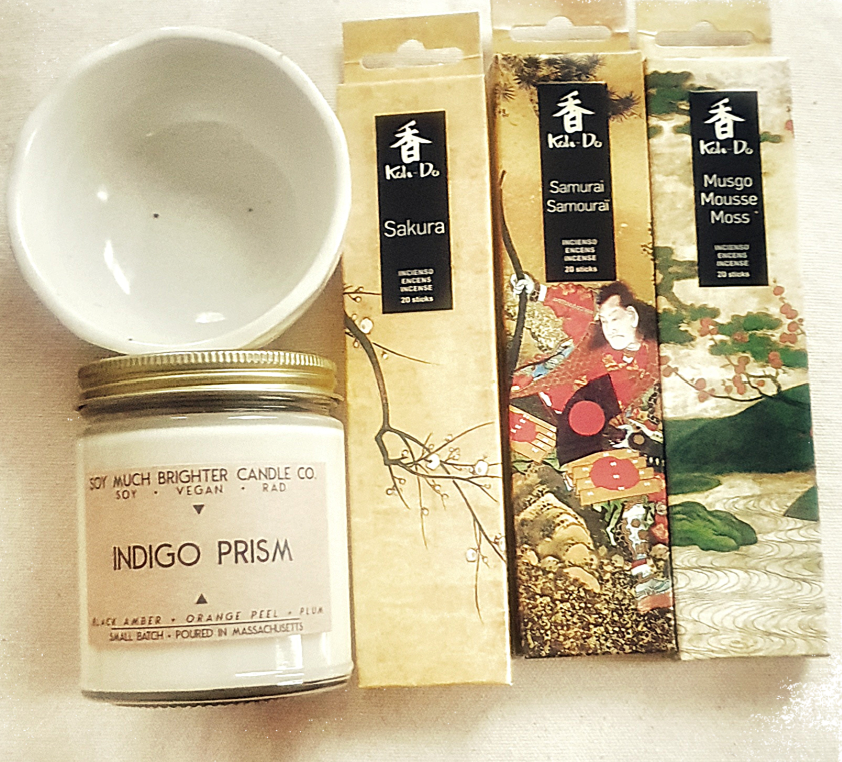 SOY MUCH BRIGHTER CANDLE CO.
SOY • VEGAN • RAD
INDIGO PRISM
BLACK AMBER • ORANGE PEEL • PLUM
SMALL BATCH • POURED IN MASSACHUSETTS
香
Koh-Do
Sakura
INCIENSO
ENCENS
INCENSE
20 sticks
香
Koh-Do
Samurai
Samouraï
INCIENSO
ENCENS
INCENSE
20 sticks
香
Koh-Do
Musgo
Mousse
Moss
INCIENSO
ENCENS
INCENSE
20 sticks